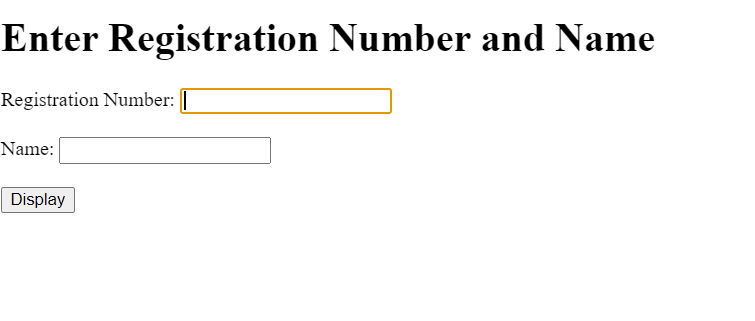 Enter Registration Number and Name
Registration Number:
Name:
Display